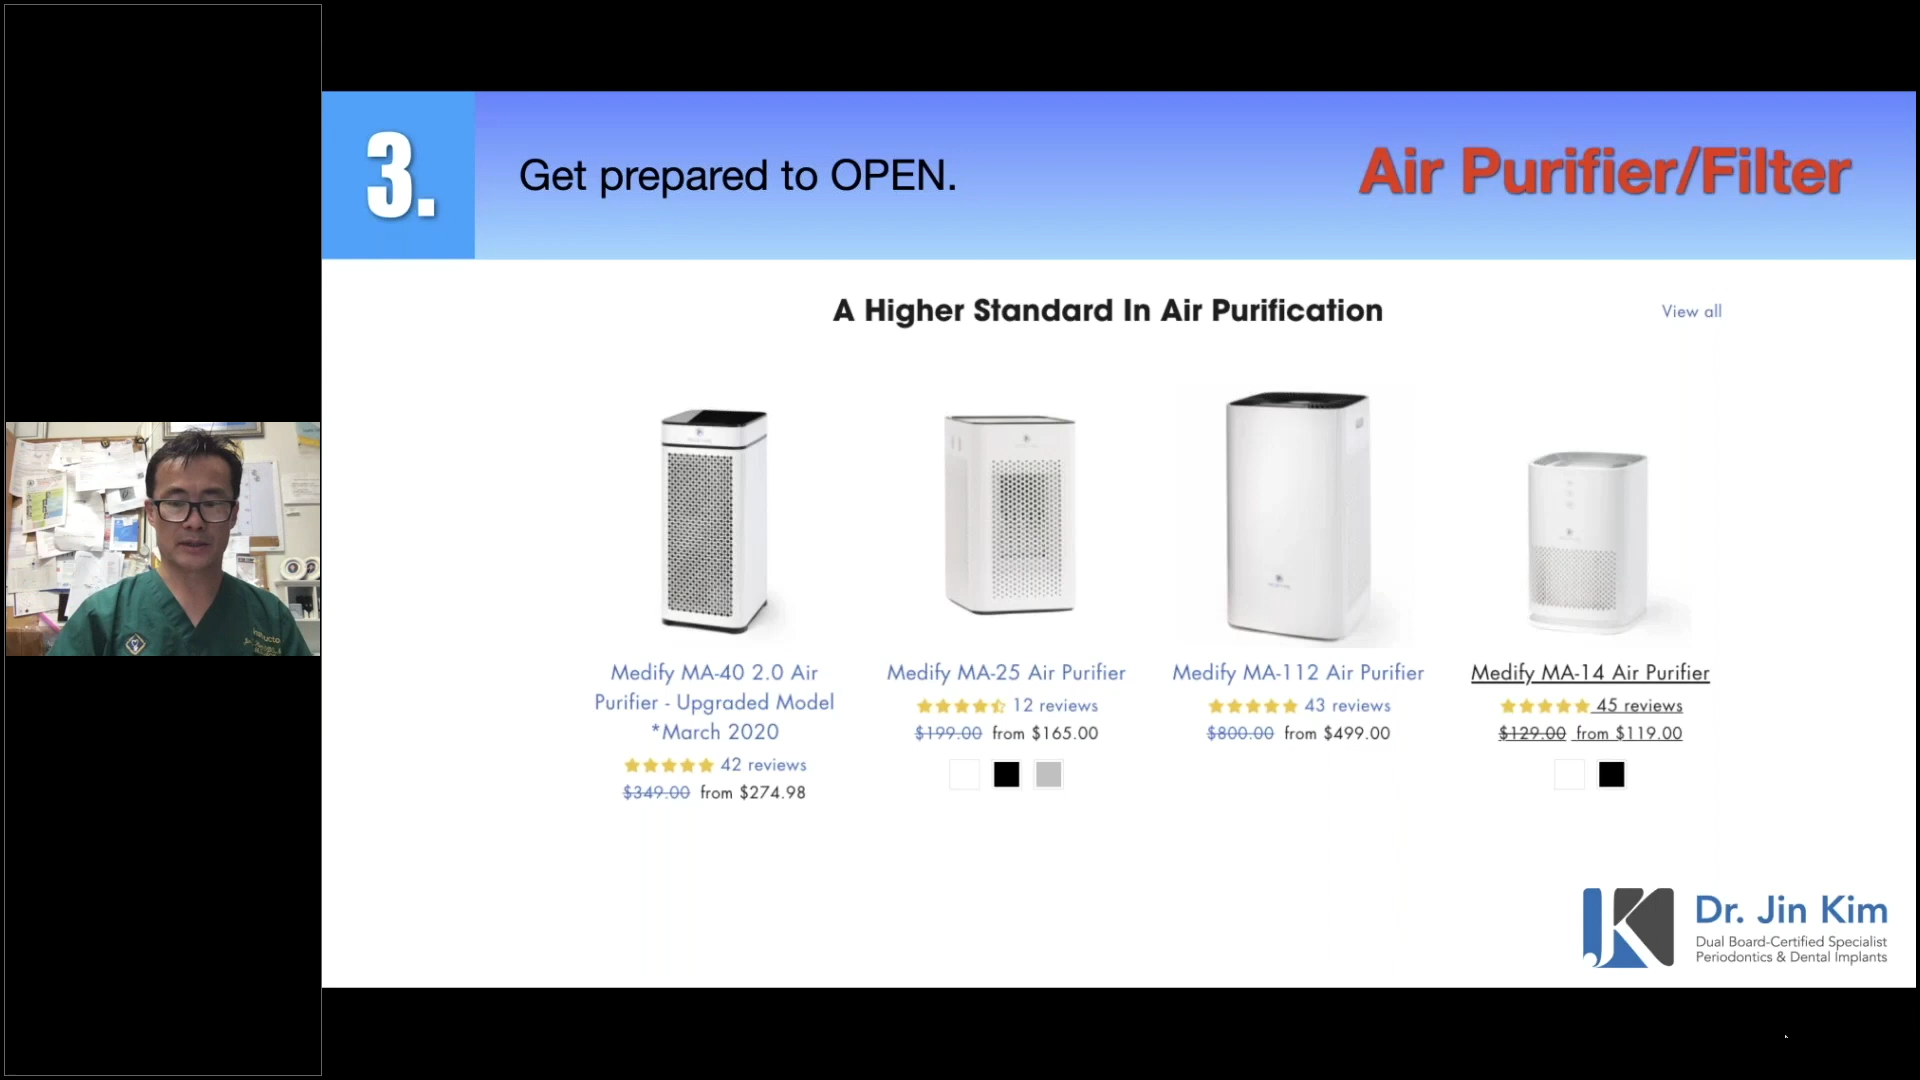 3.
Get prepared to OPEN.
Air Purifier/Filter
A Higher Standard In Air Purification
View all
Medify MA-40 2.0 Air
Purifier - Upgraded Model
*March 2020
42 reviews
$349.00 from $274.98
Medify MA-25 Air Purifier
12 reviews
$199.00 from $165.00
Medify MA-112 Air Purifier
43 reviews
$800.00 from $499.00
Medify MA-14 Air Purifier
45 reviews
$129.00 from $119.00
JK
Dr. Jin Kim
Dual Board-Certified Specialist
Periodontics & Dental Implants